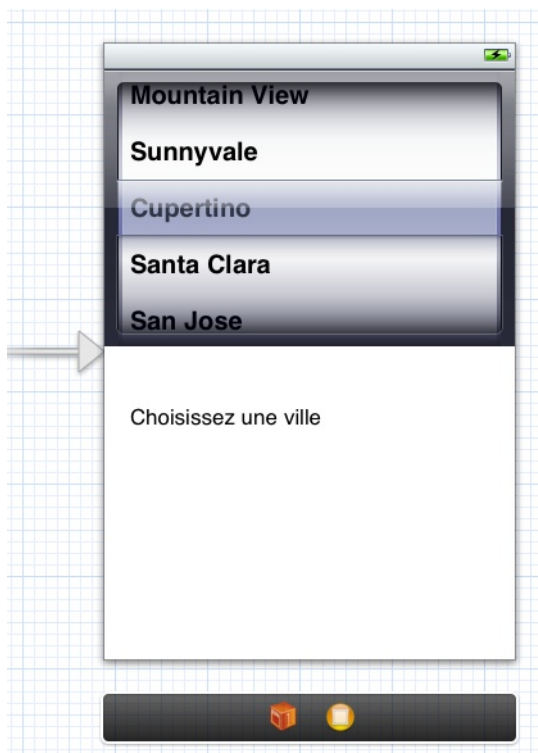 Mountain View
Sunnyvale
Cupertino
Santa Clara
San Jose
Choisissez une ville